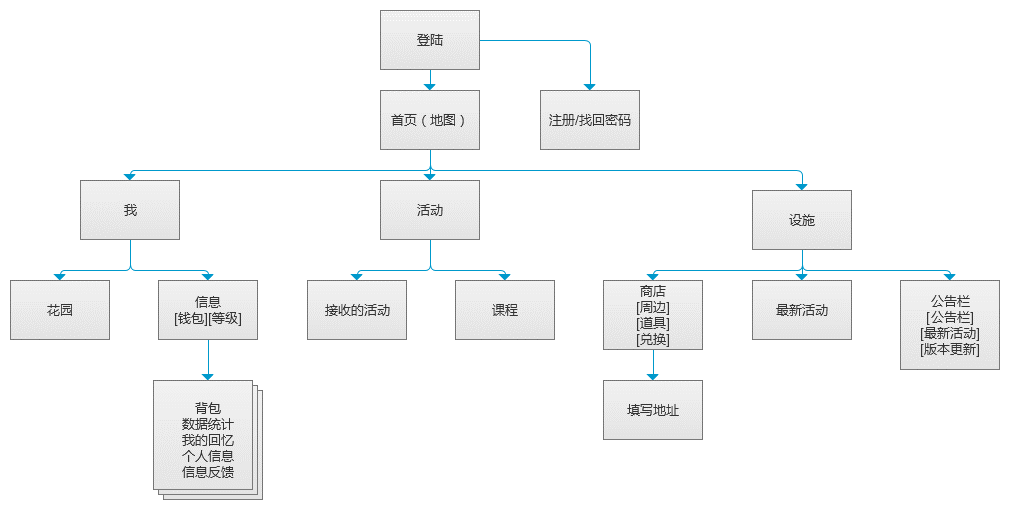 登陆
首页（地图）
注册/找回密码
我
活动
设施
花园
信息
[钱包][等级]
接收的活动
课程
商店
[周边]
[道具]
[兑换]
最新活动
公告栏
[公告栏]
[最新活动]
[版本更新]
背包
数据统计
我的回忆
个人信息
信息反馈
填写地址